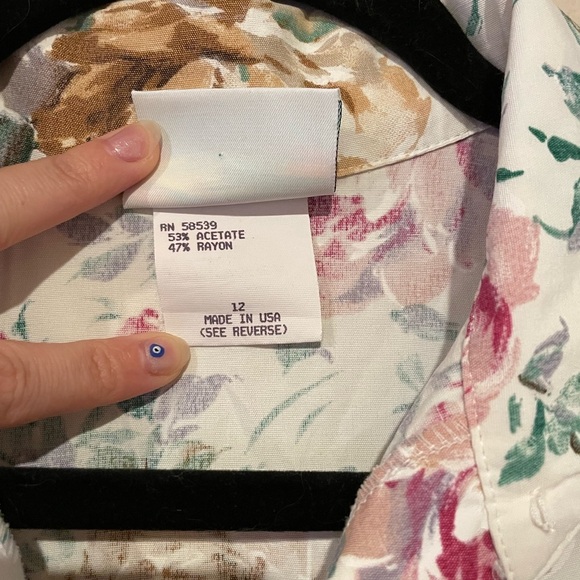 RN 58539
53% ACETATE
47% RAYON
12
MADE IN USA
(SEE REVERSE)